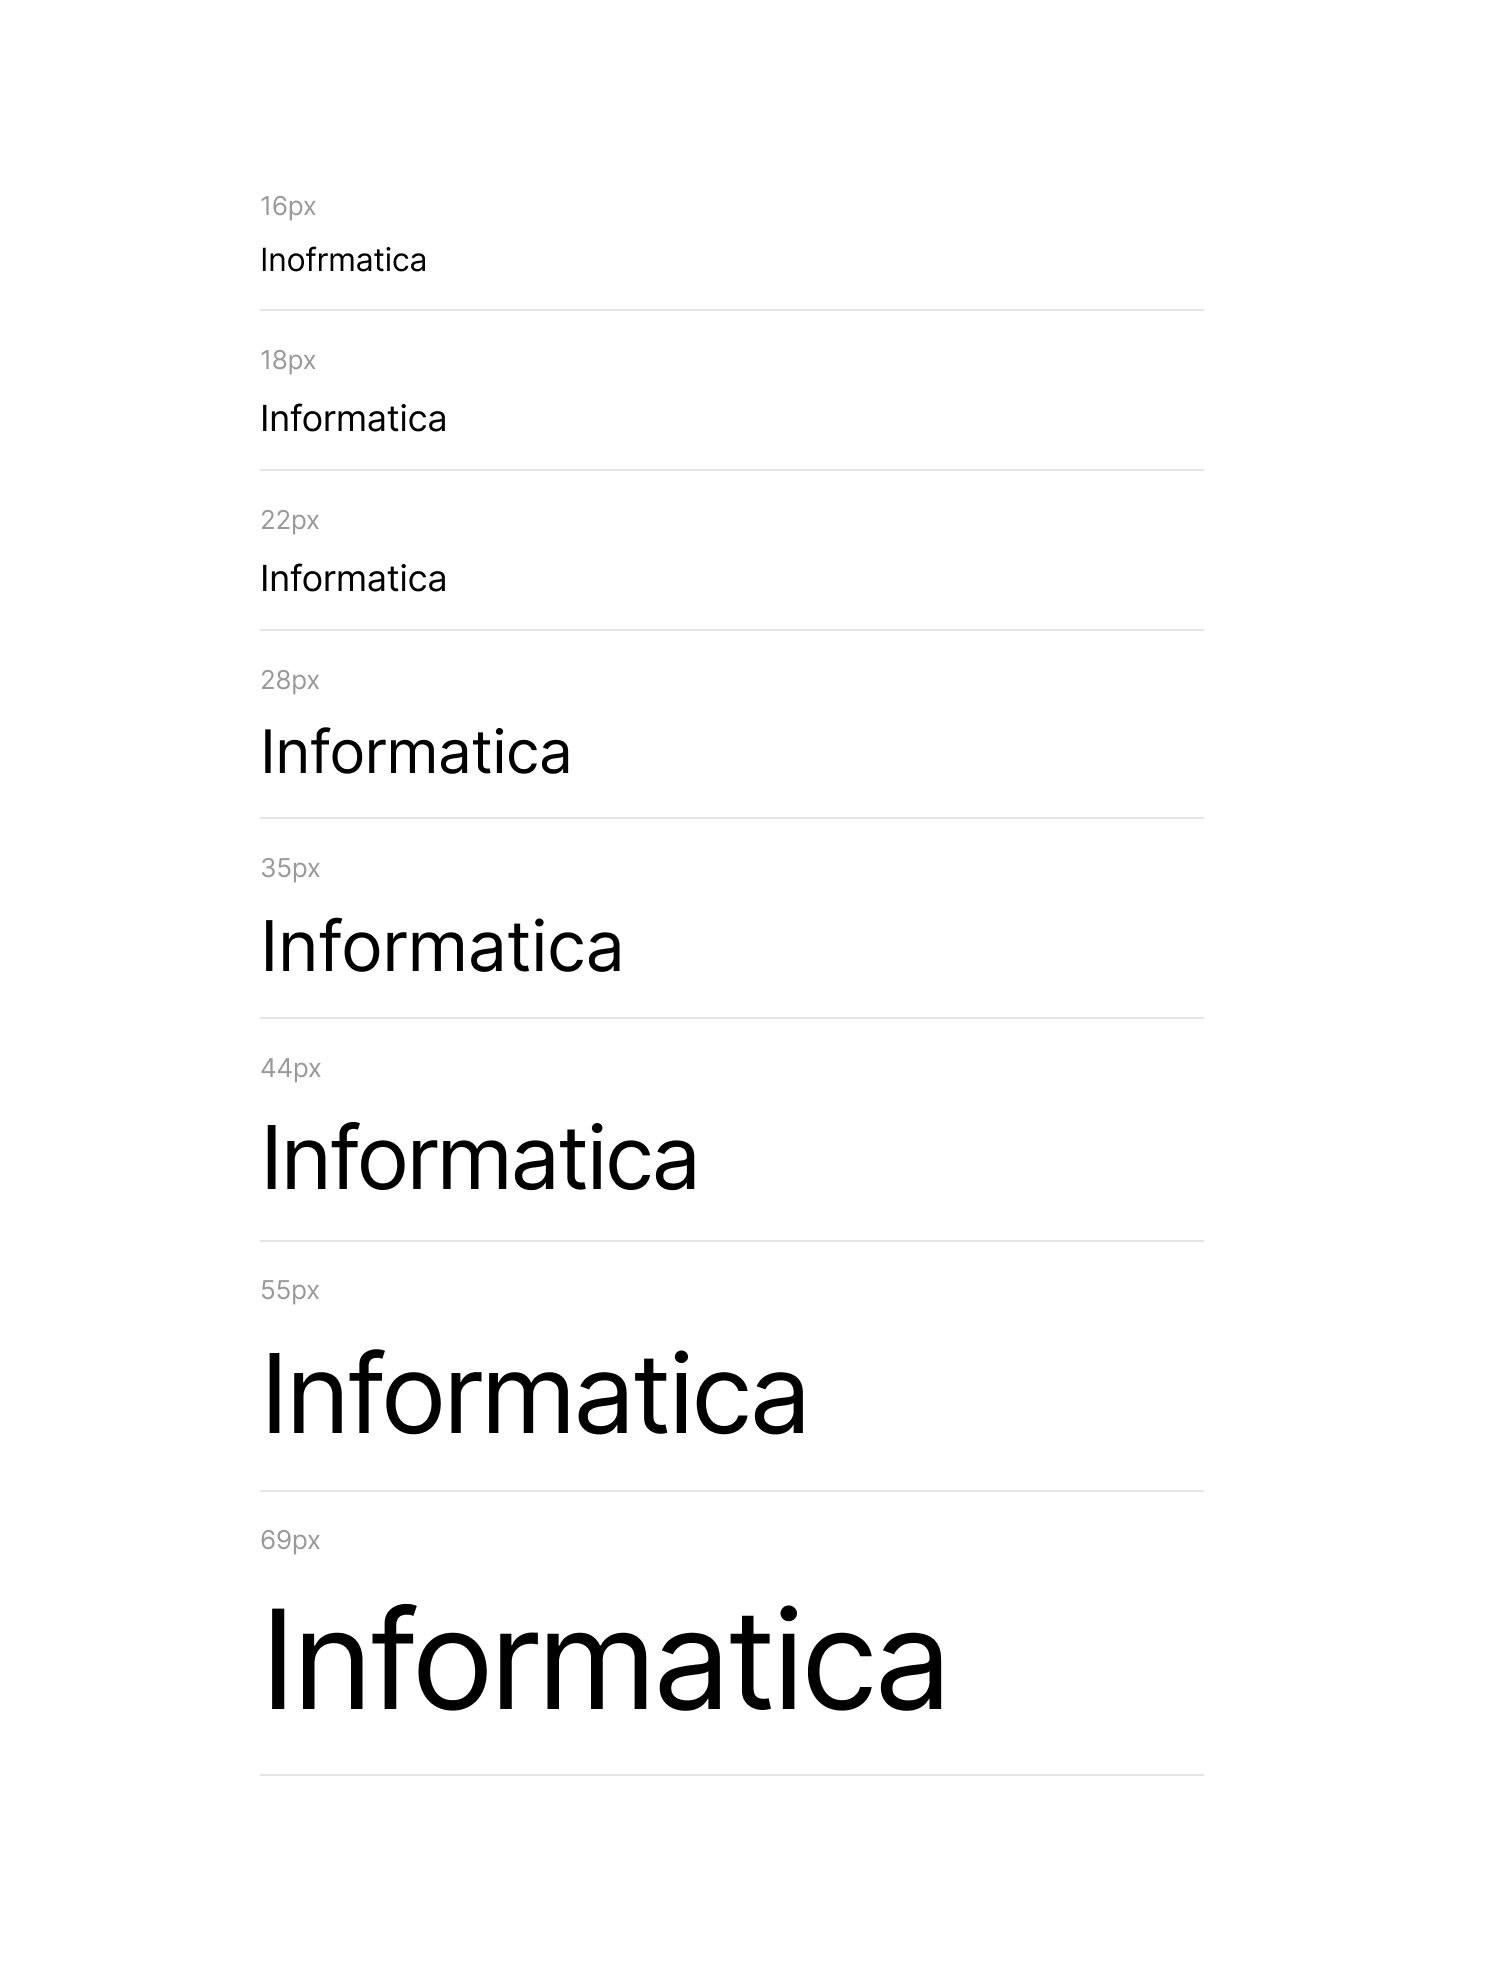 16px
Inofrmatica
18px
Informatica
22px
Informatica
28px
Informatica
35px
Informatica
44px
Informatica
55px
Informatica
69px
Informatica